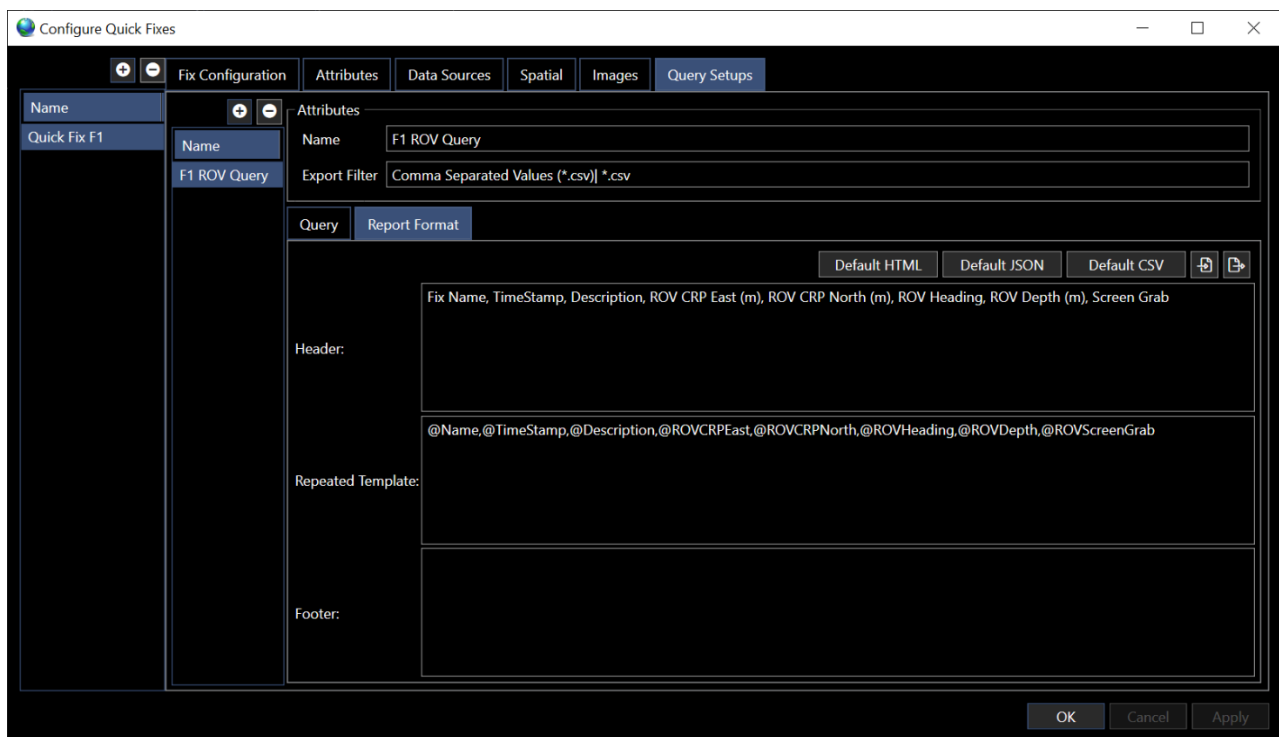 Configure Quick Fixes
Fix Configuration Attributes Data Sources Spatial Images Query Setups
Name
Quick Fix F1
Name
F1 ROV Query
Attributes
Name F1 ROV Query
Export Filter Comma Separated Values (*.csv)| *.csv
Query Report Format
Default HTML Default JSON Default CSV
Header:
Fix Name, TimeStamp, Description, ROV CRP East (m), ROV CRP North (m), ROV Heading, ROV Depth (m), Screen Grab
Repeated Template:
@Name,@TimeStamp,@Description,@ROVCRPEast,@ROVCRPNorth,@ROVHeading,@ROVDepth,@ROVScreenGrab
Footer:
OK Cancel Apply